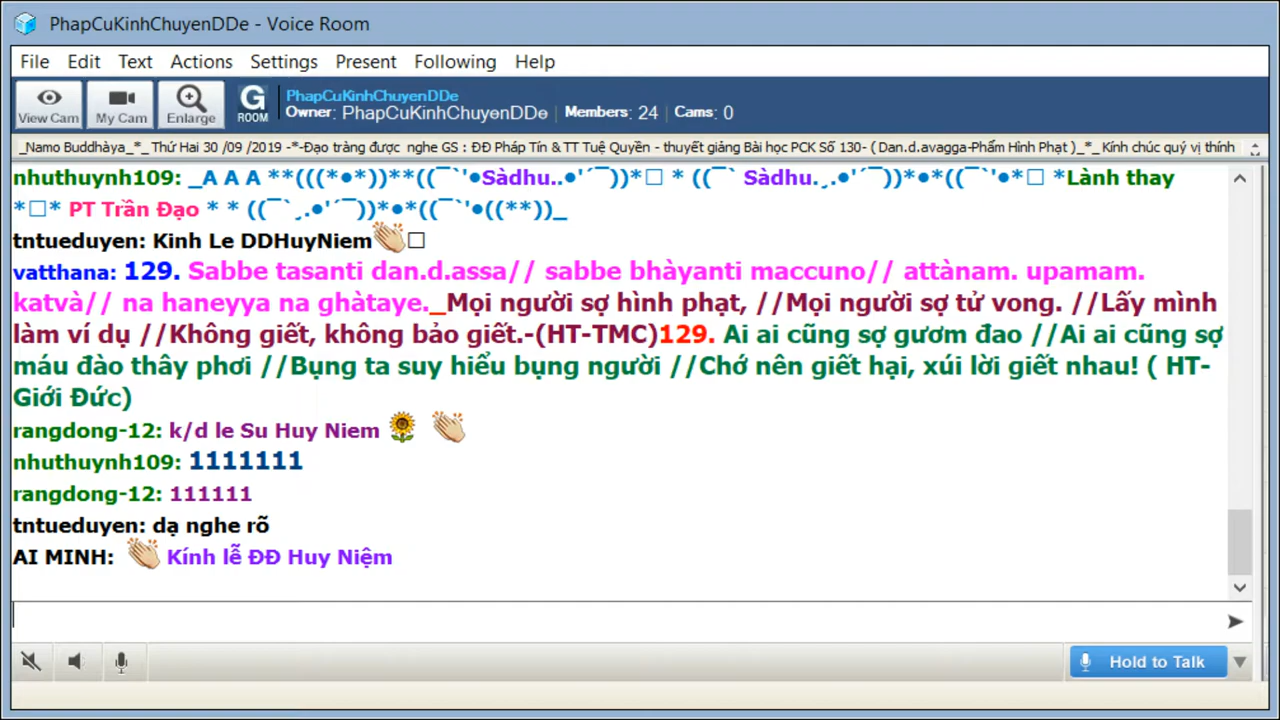 PhapCuKinhChuyenDDe - Voice Room
File Edit Text Actions Settings Present Following Help
View Cam My Cam Enlarge G ROOM
PhapCuKinhChuyenDDe
Owner: PhapCuKinhChuyenDDe | Members: 24 | Cams: 0
_Namo Buddhàya_*_ Thứ Hai 30 /09 /2019 -*-Đạo tràng được nghe GS : ĐĐ Pháp Tín & TT Tuệ Quyền - thuyết giảng Bài học PCK Số 130- ( Dan.d.avagga-Phẩm Hình Phạt )_*_ Kính chúc quý vị thính
nhuthuynh109: _A A A **(((*•*))**((¯`'•Sàdhu..•'´¯))*□ * ((¯` Sàdhu.¸.•'´¯))*•*((¯`'•*□ *Lành thay
*□* PT Trần Đạo * * ((¯`¸.•'´¯))*•*((¯`'•((**))_
tntueduyen: Kinh Le DDHuyNiem👏□
vatthana: 129. Sabbe tasanti dan.d.assa// sabbe bhàyanti maccuno// attànam. upamam.
katvà// na haneyya na ghàtaye._Mọi người sợ hình phạt, //Mọi người sợ tử vong. //Lấy mình
làm ví dụ //Không giết, không bảo giết.-(HT-TMC)129. Ai ai cũng sợ gươm đao //Ai ai cũng sợ
máu đào thây phơi //Bụng ta suy hiểu bụng người //Chớ nên giết hại, xúi lời giết nhau! ( HT-
Giới Đức)
rangdong-12: k/d le Su Huy Niem 🌻 👏
nhuthuynh109: 1111111
rangdong-12: 111111
tntueduyen: dạ nghe rõ
AI MINH: 👏 Kính lễ ĐĐ Huy Niệm
Hold to Talk